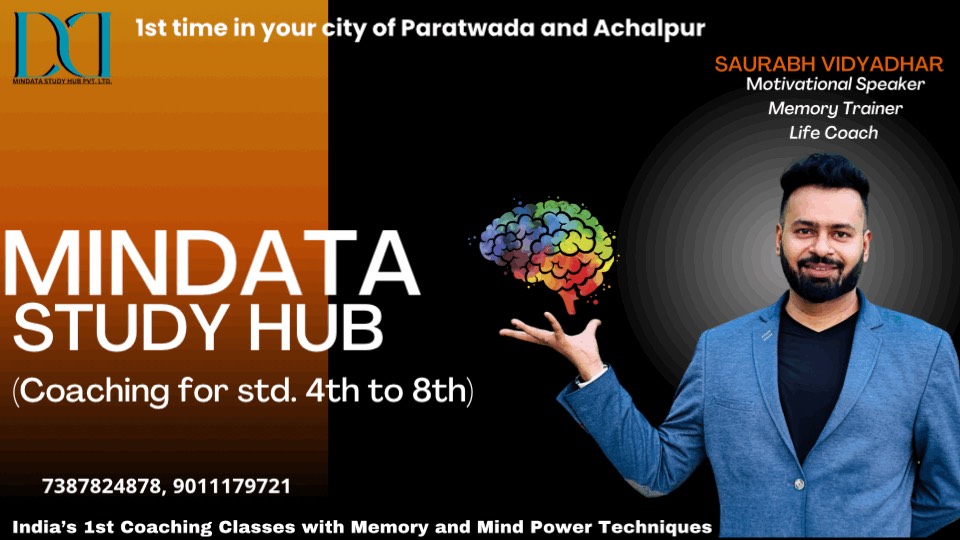 1st time in your city of Paratwada and Achalpur
MINDATA STUDY HUB PVT. LTD.
SAURABH VIDYADHAR
Motivational Speaker
Memory Trainer
Life Coach
MINDATA
STUDY HUB
(Coaching for std. 4th to 8th)
7387824878, 9011179721
India's 1st Coaching Classes with Memory and Mind Power Techniques